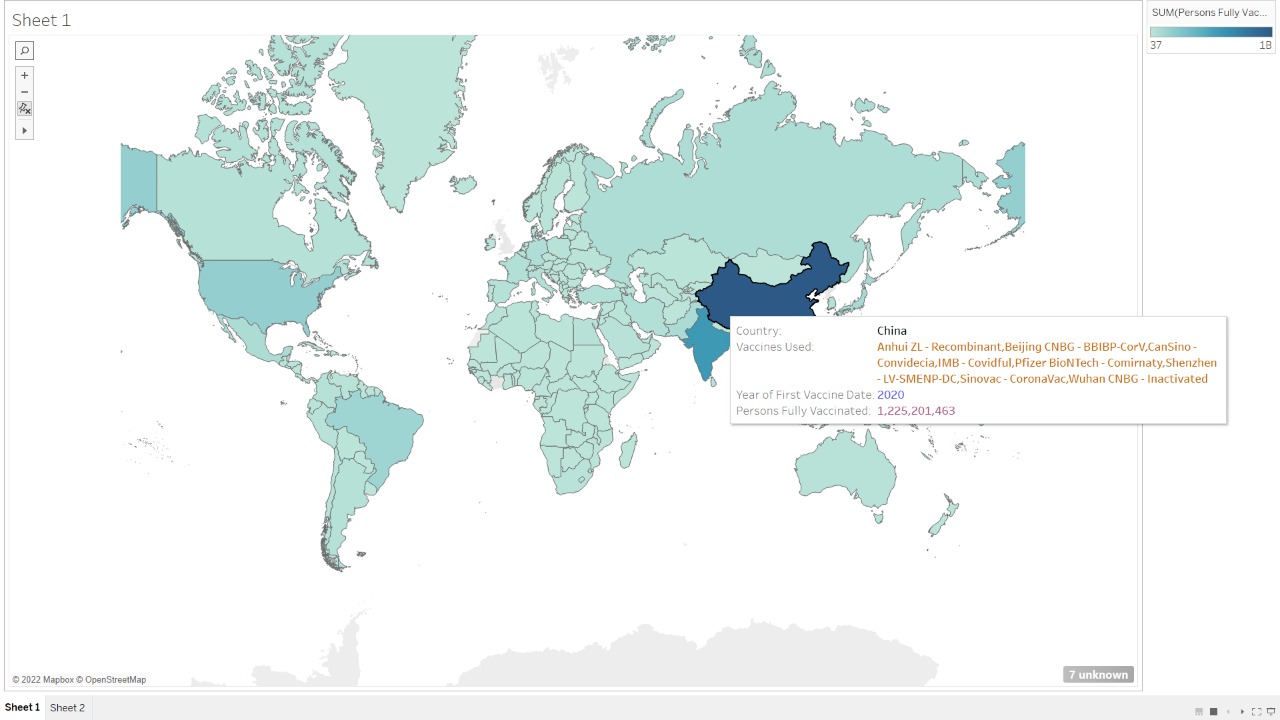 Sheet 1
SUM(Persons Fully Vac...
37
1B
Country:
China
Vaccines Used:
Anhui ZL - Recombinant,Beijing CNBG - BBIBP-CorV,CanSino -
Convidecia,IMB - Covidful,Pfizer BioNTech - Comirnaty,Shenzhen
- LV-SMENP-DC,Sinovac - CoronaVac,Wuhan CNBG - Inactivated
Year of First Vaccine Date: 2020
Persons Fully Vaccinated: 1,225,201,463
© 2022 Mapbox © OpenStreetMap
7 unknown
Sheet 1
Sheet 2